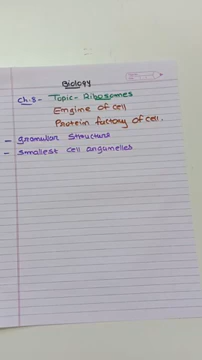 Biology
Ch.5- Topic- Ribosomes
Engine of cell
Protein factory of cell.
- granular structure
- smallest cell organelles